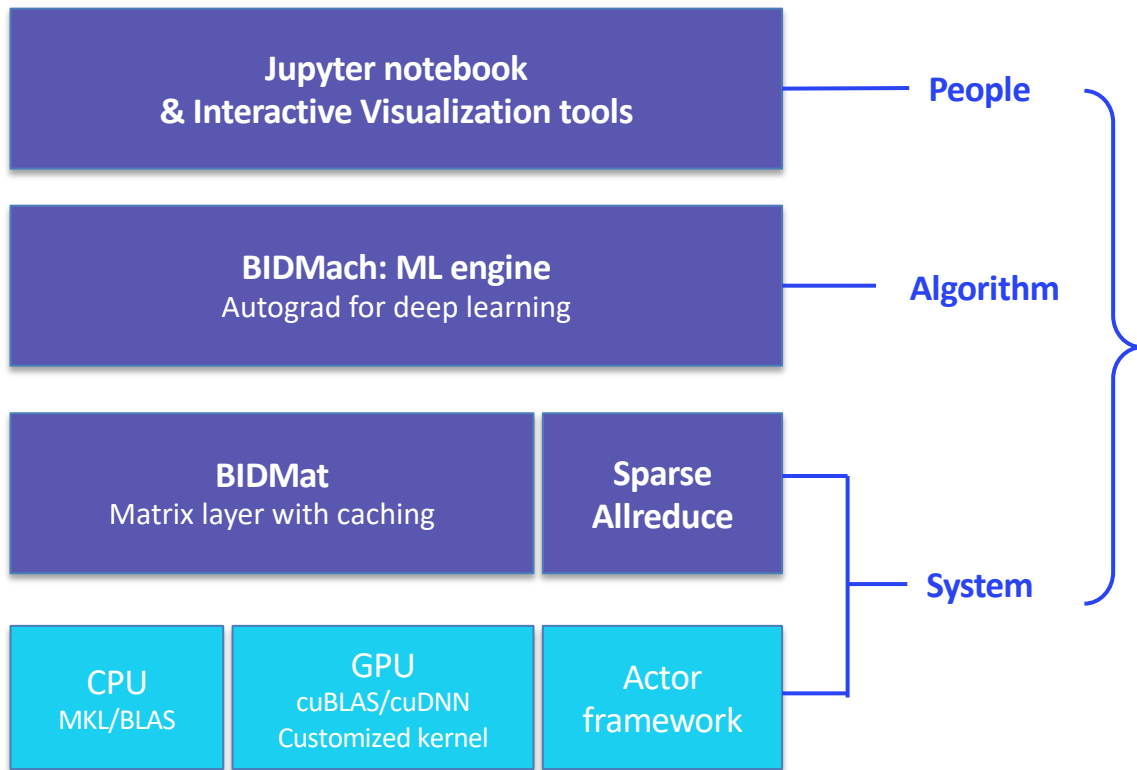 Jupyter notebook
& Interactive Visualization tools
People
BIDMach: ML engine
Autograd for deep learning
Algorithm
BIDMat
Matrix layer with caching
Sparse
Allreduce
System
CPU
MKL/BLAS
GPU
cuBLAS/cuDNN
Customized kernel
Actor
framework